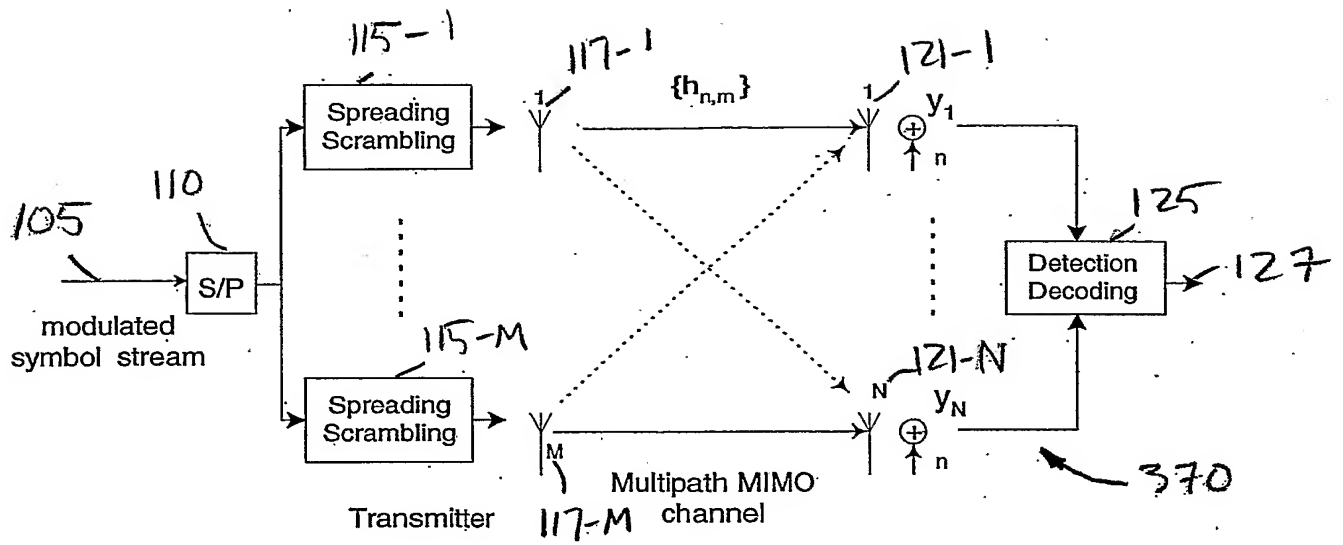 115-1
117-1
121-1
{h_{n,m}}
1
1
y_1
Spreading
Scrambling
n
110
105
125
S/P
Detection
Decoding
127
modulated
symbol stream
115-M
121-N
N
y_N
Spreading
Scrambling
n
M
370
Multipath MIMO
channel
Transmitter
117-M